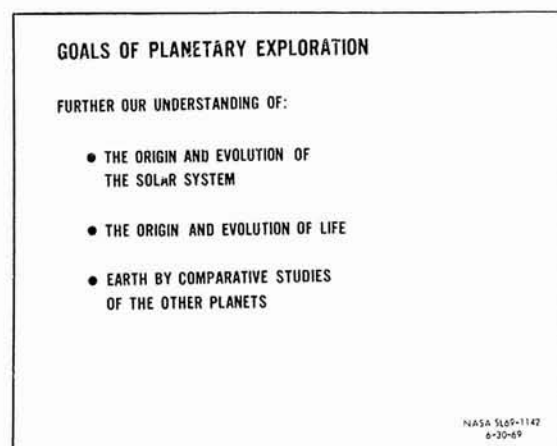 GOALS OF PLANETARY EXPLORATION
FURTHER OUR UNDERSTANDING OF:
● THE ORIGIN AND EVOLUTION OF
THE SOLAR SYSTEM
● THE ORIGIN AND EVOLUTION OF LIFE
● EARTH BY COMPARATIVE STUDIES
OF THE OTHER PLANETS
NASA SL69-1142
6-30-69